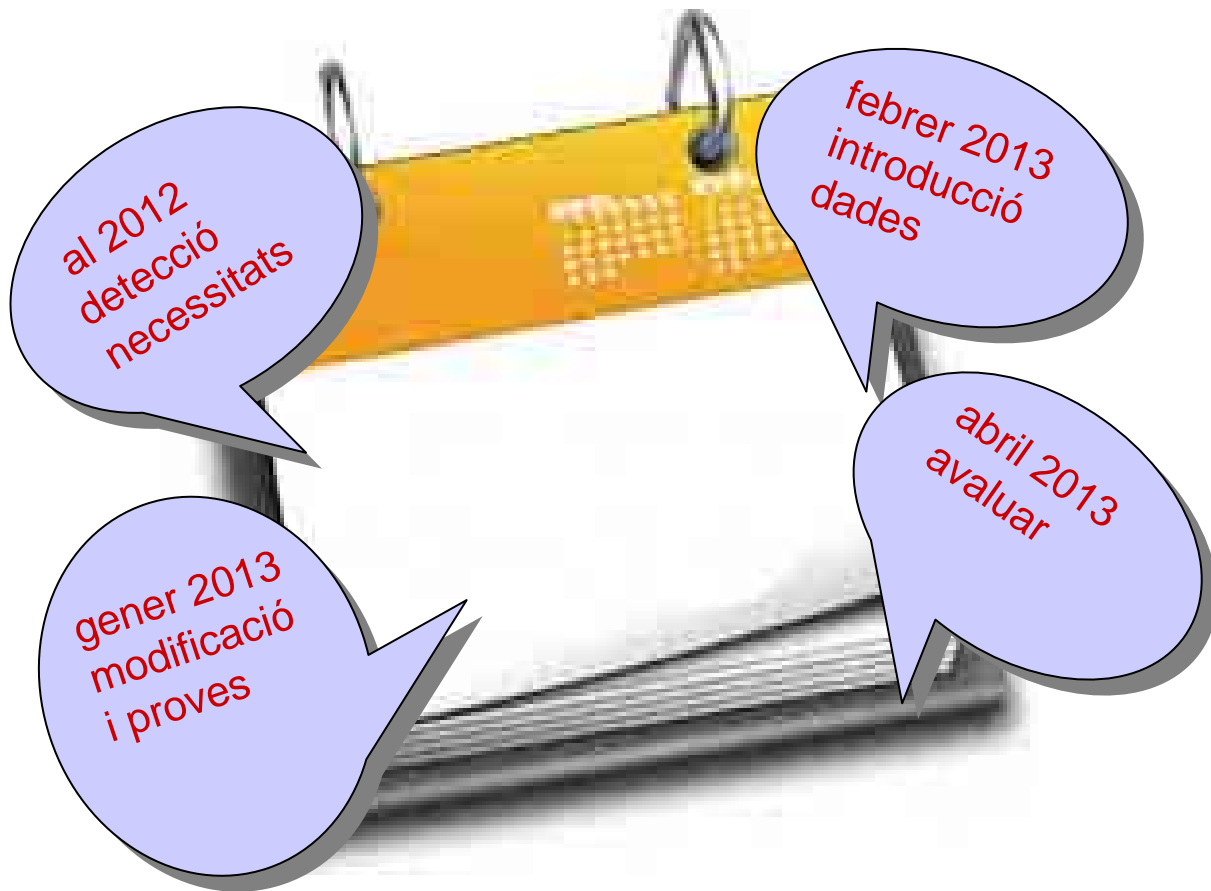 al 2012
detecció
necessitats
gener 2013
modificació
i proves
febrer 2013
introducció
dades
abril 2013
avaluar